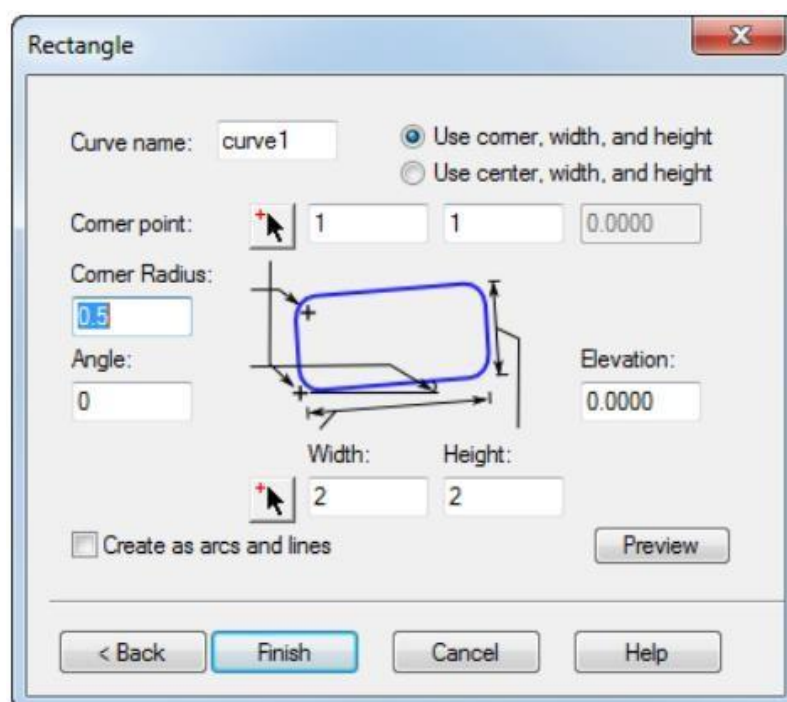 Rectangle
Curve name: curve1
Use corner, width, and height
Use center, width, and height
Corner point: 1 1 0.0000
Corner Radius:
0.5
Angle:
0
Elevation:
0.0000
Width: Height:
2 2
Create as arcs and lines
Preview
< Back Finish Cancel Help